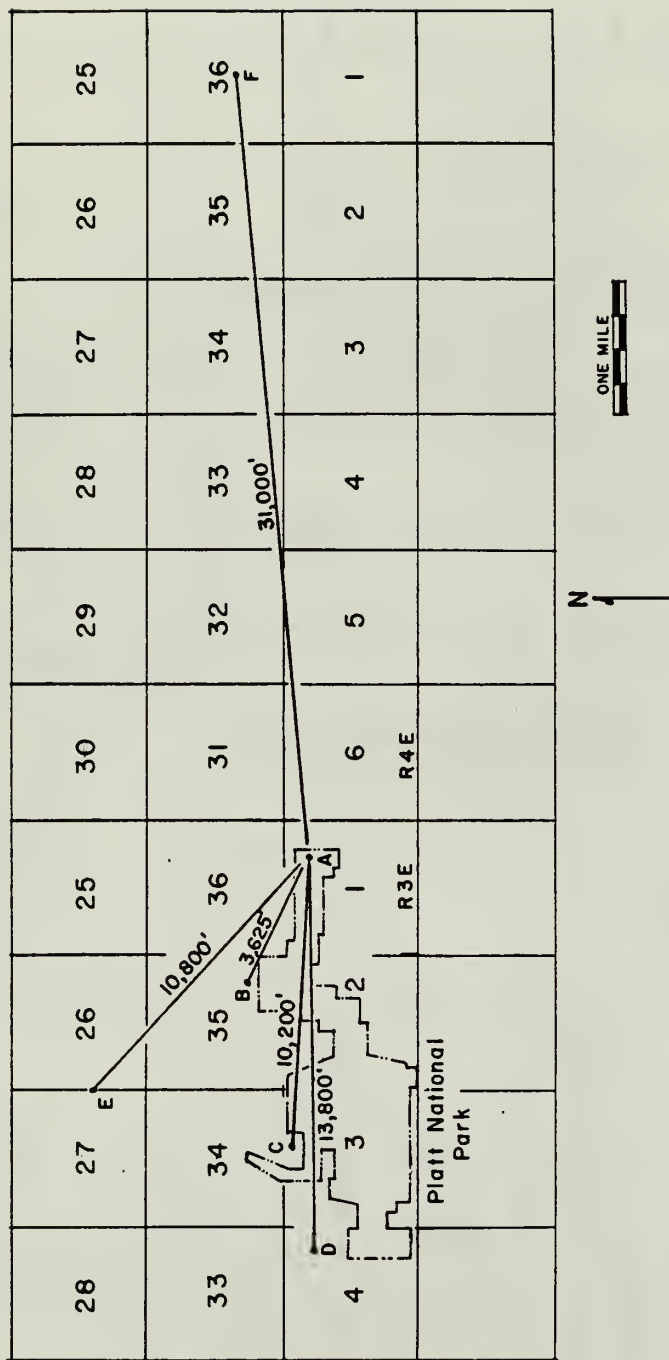 28 27 26 25 30 29 28 27 26 25
E
10,800'
33 34 35 36 31 32 33 34 35 36
F
B
3,625
31,000'
C
10,200'
A
D
13,800'
4 3 2 1 6 5 4 3 2 1
R3E R4E
Platt National
Park
N
ONE MILE